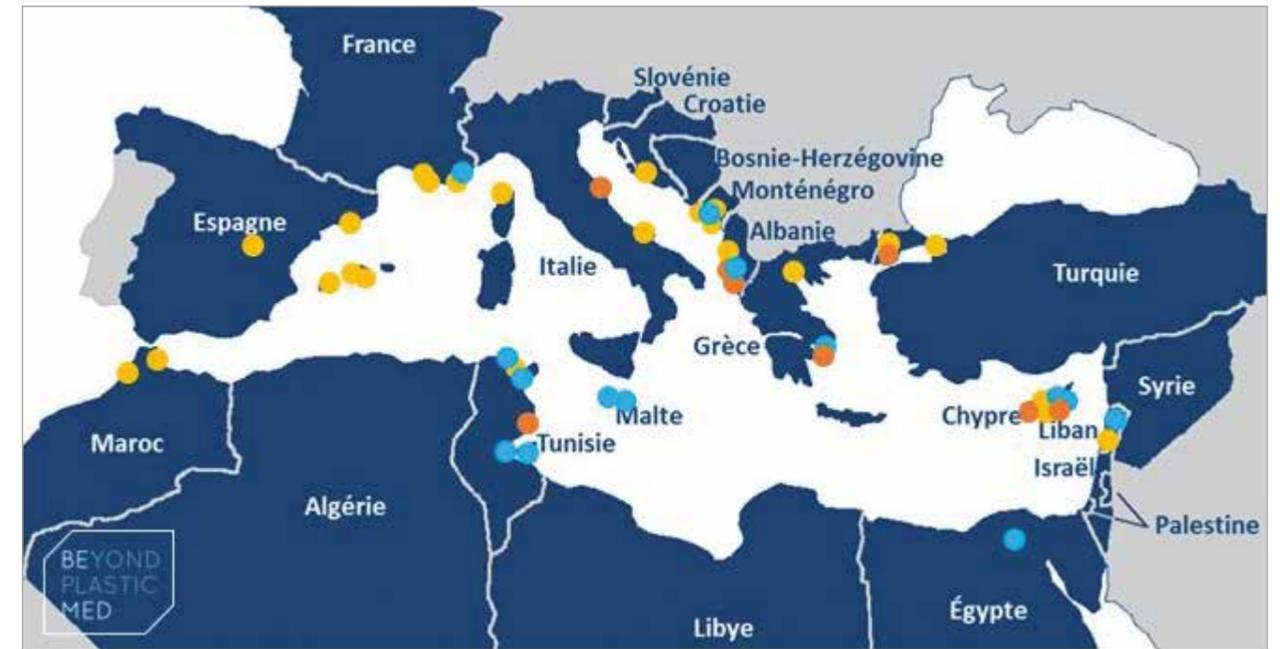 France
Slovénie
Croatie
Bosnie-Herzégovine
Monténégro
Espagne
Albanie
Italie
Turquie
Grèce
Syrie
Malte
Chypre
Liban
Maroc
Tunisie
Israël
Algérie
Palestine
BEYOND
PLASTIC
MED
Égypte
Libye